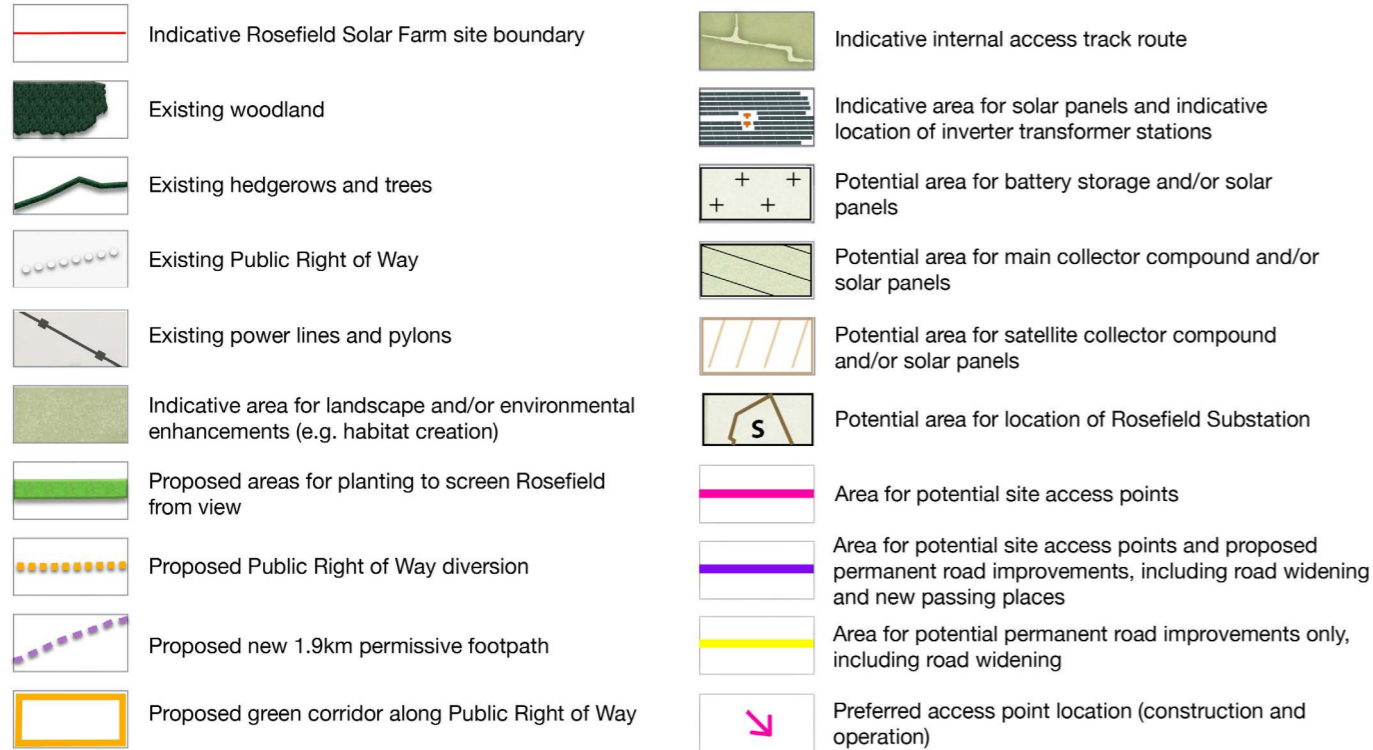 Indicative Rosefield Solar Farm site boundary
Existing woodland
Existing hedgerows and trees
Existing Public Right of Way
Existing power lines and pylons
Indicative area for landscape and/or environmental
enhancements (e.g. habitat creation)
Proposed areas for planting to screen Rosefield
from view
Proposed Public Right of Way diversion
Proposed new 1.9km permissive footpath
Proposed green corridor along Public Right of Way
Indicative internal access track route
Indicative area for solar panels and indicative
location of inverter transformer stations
Potential area for battery storage and/or solar
panels
Potential area for main collector compound and/or
solar panels
Potential area for satellite collector compound
and/or solar panels
S
Potential area for location of Rosefield Substation
Area for potential site access points
Area for potential site access points and proposed
permanent road improvements, including road widening
and new passing places
Area for potential permanent road improvements only,
including road widening
Preferred access point location (construction and
operation)